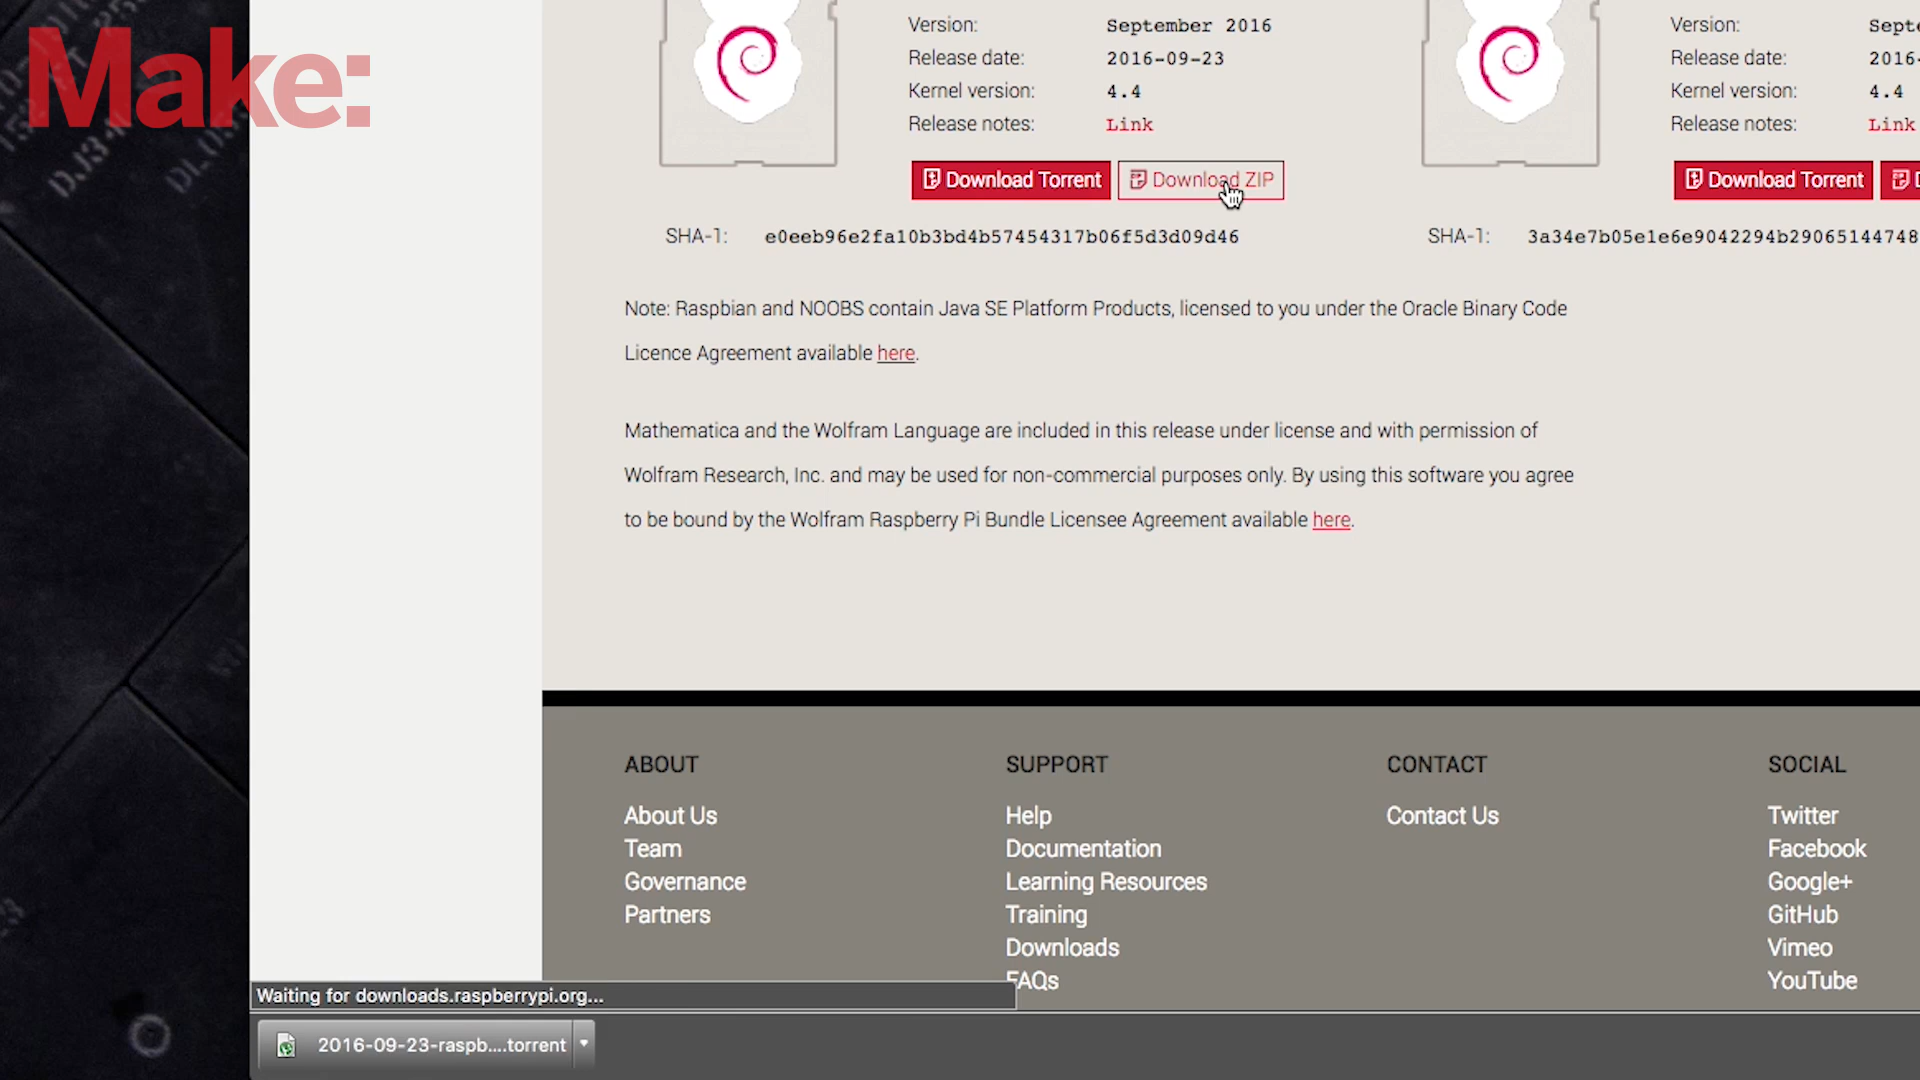 Make:
Version: September 2016
Release date: 2016-09-23
Kernel version: 4.4
Release notes: Link
Download Torrent Download ZIP
SHA-1: e0eeb96e2fa10b3bd4b57454317b06f5d3d09d46
Version: Sept
Release date: 2016-
Kernel version: 4.4
Release notes: Link
Download Torrent
SHA-1: 3a34e7b05e1e6e9042294b29065144748
Note: Raspbian and NOOBS contain Java SE Platform Products, licensed to you under the Oracle Binary Code
Licence Agreement available here.
Mathematica and the Wolfram Language are included in this release under license and with permission of
Wolfram Research, Inc. and may be used for non-commercial purposes only. By using this software you agree
to be bound by the Wolfram Raspberry Pi Bundle Licensee Agreement available here.
ABOUT
About Us
Team
Governance
Partners
SUPPORT
Help
Documentation
Learning Resources
Training
Downloads
FAQs
CONTACT
Contact Us
SOCIAL
Twitter
Facebook
Google+
GitHub
Vimeo
YouTube
Waiting for downloads.raspberrypi.org...
2016-09-23-raspb....torrent